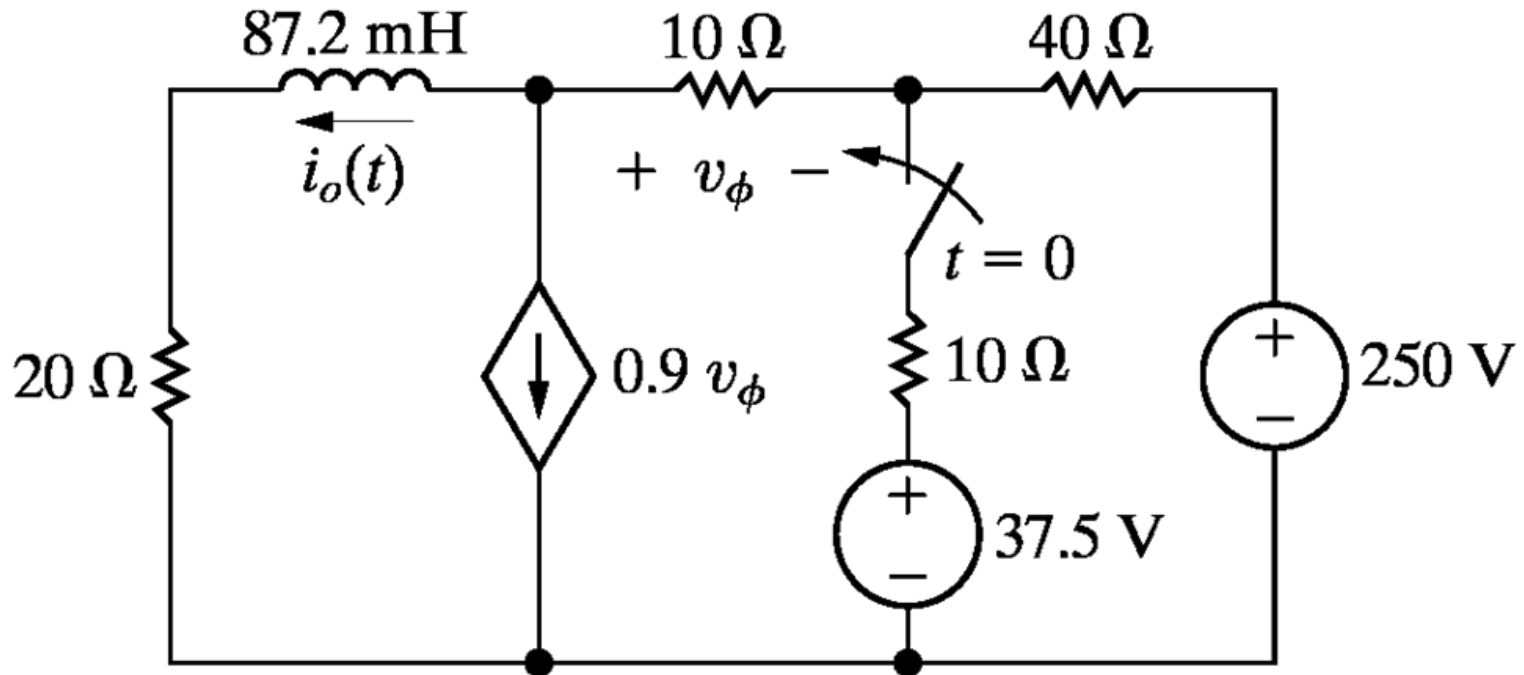 87.2 mH
10 Ω
40 Ω
i_o(t)
+ v_ϕ −
t = 0
20 Ω
0.9 v_ϕ
10 Ω
+
250 V
−
+
37.5 V
−